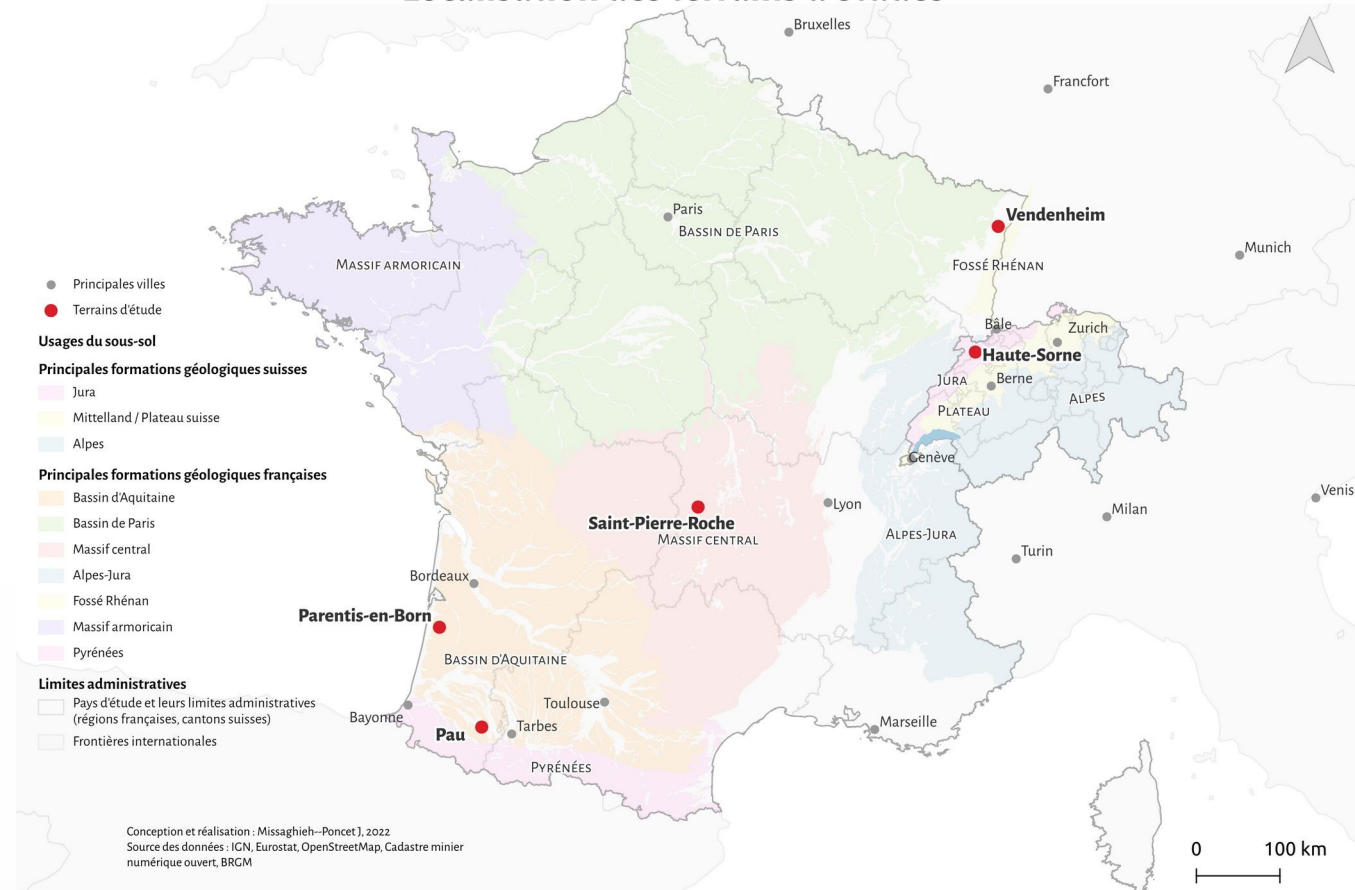 Bruxelles
Francfort
Paris
BASSIN DE PARIS
Vendenheim
Munich
MASSIF ARMORICAIN
FOSSÉ RHÉNAN
Principales villes
Terrains d'étude
Usages du sous-sol
Principales formations géologiques suisses
Jura
Mittelland / Plateau suisse
Alpes
Principales formations géologiques françaises
Bassin d'Aquitaine
Bassin de Paris
Massif central
Alpes-Jura
Fossé Rhénan
Massif armoricain
Pyrénées
Limites administratives
Pays d'étude et leurs limites administratives
(régions françaises, cantons suisses)
Frontières internationales
Bâle
Zurich
Haute-Sorne
JURA
Berne
PLATEAU
ALPES
Genève
Lyon
Venis
Milan
Turin
Saint-Pierre-Roche
MASSIF CENTRAL
ALPES-JURA
Bordeaux
Parentis-en-Born
BASSIN D'AQUITAINE
Toulouse
Bayonne
Pau
Tarbes
Marseille
PYRÉNÉES
Conception et réalisation : Missaghieh--Poncet J, 2022
Source des données : IGN, Eurostat, OpenStreetMap, Cadastre minier
numérique ouvert, BRGM
0 100 km